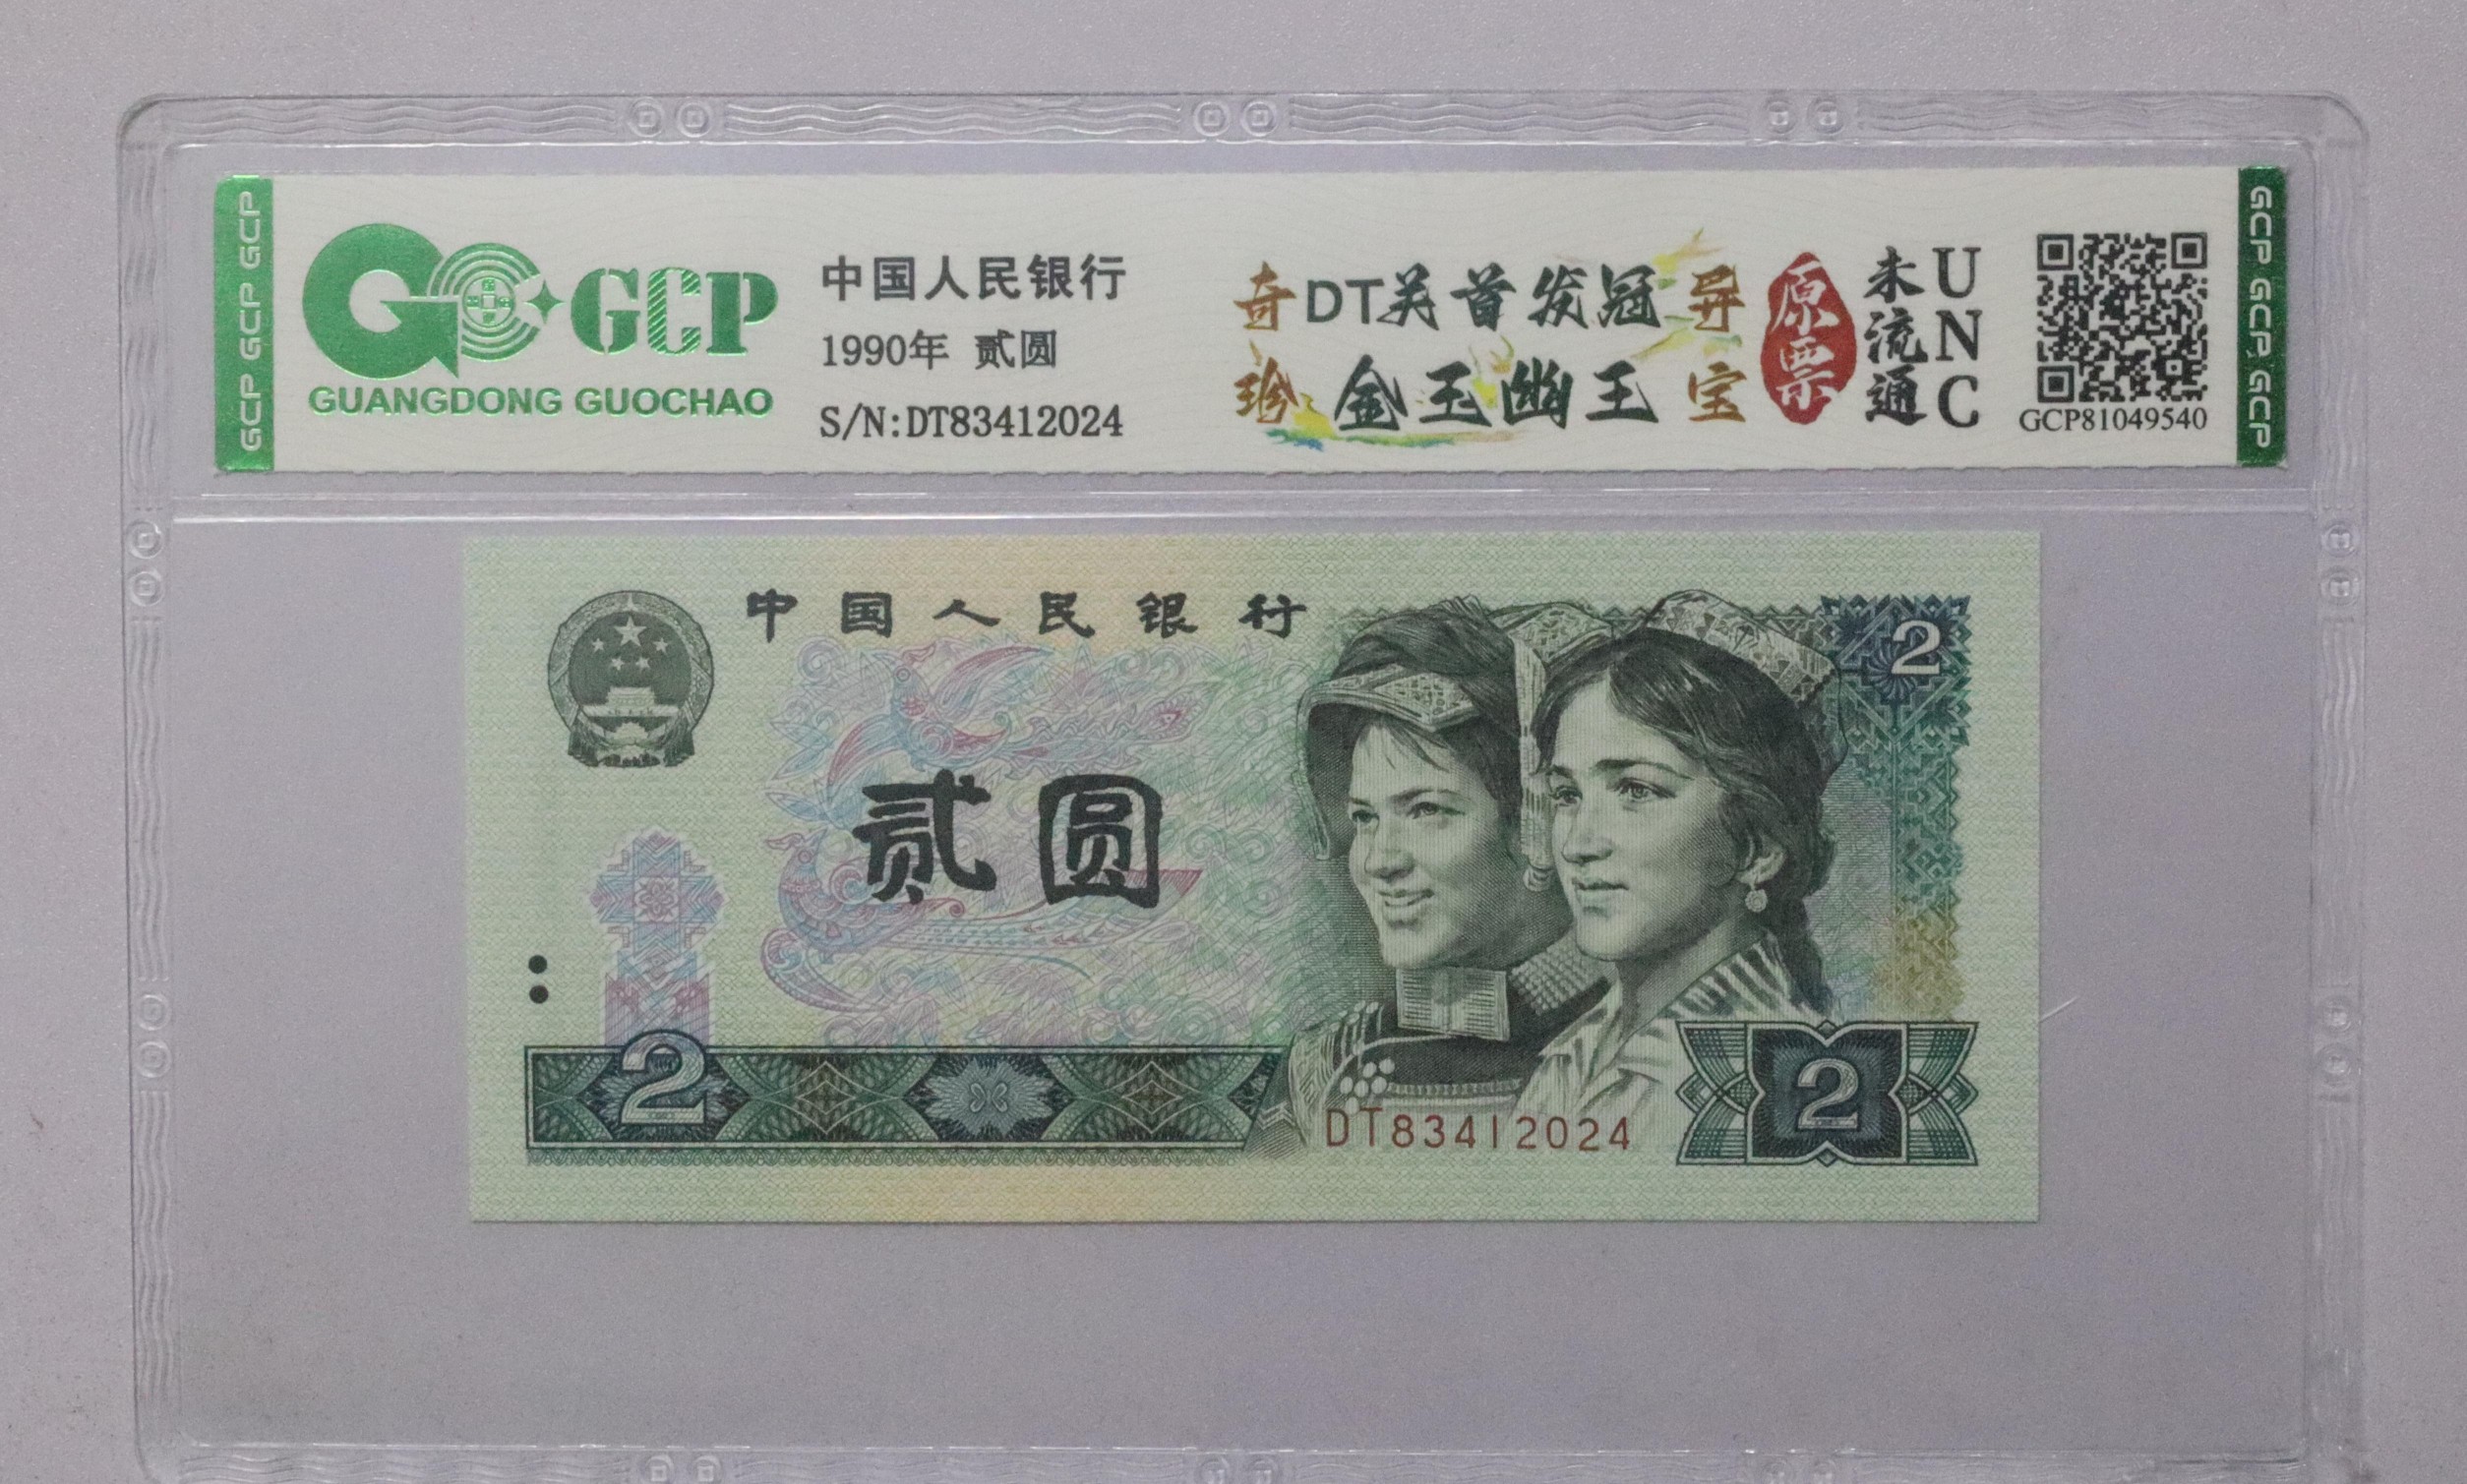 GCP GCP GCP
GCP
GUANGDONG GUOCHAO
中国人民银行
1990年 贰圆
S/N:DT83412024
奇 DT关首发冠 异
珍 金玉幽王 宝
原票
未流通
UNC
GCP81049540
GCP GCP GCP
中国人民银行
2
贰圆
2
DT83412024
2